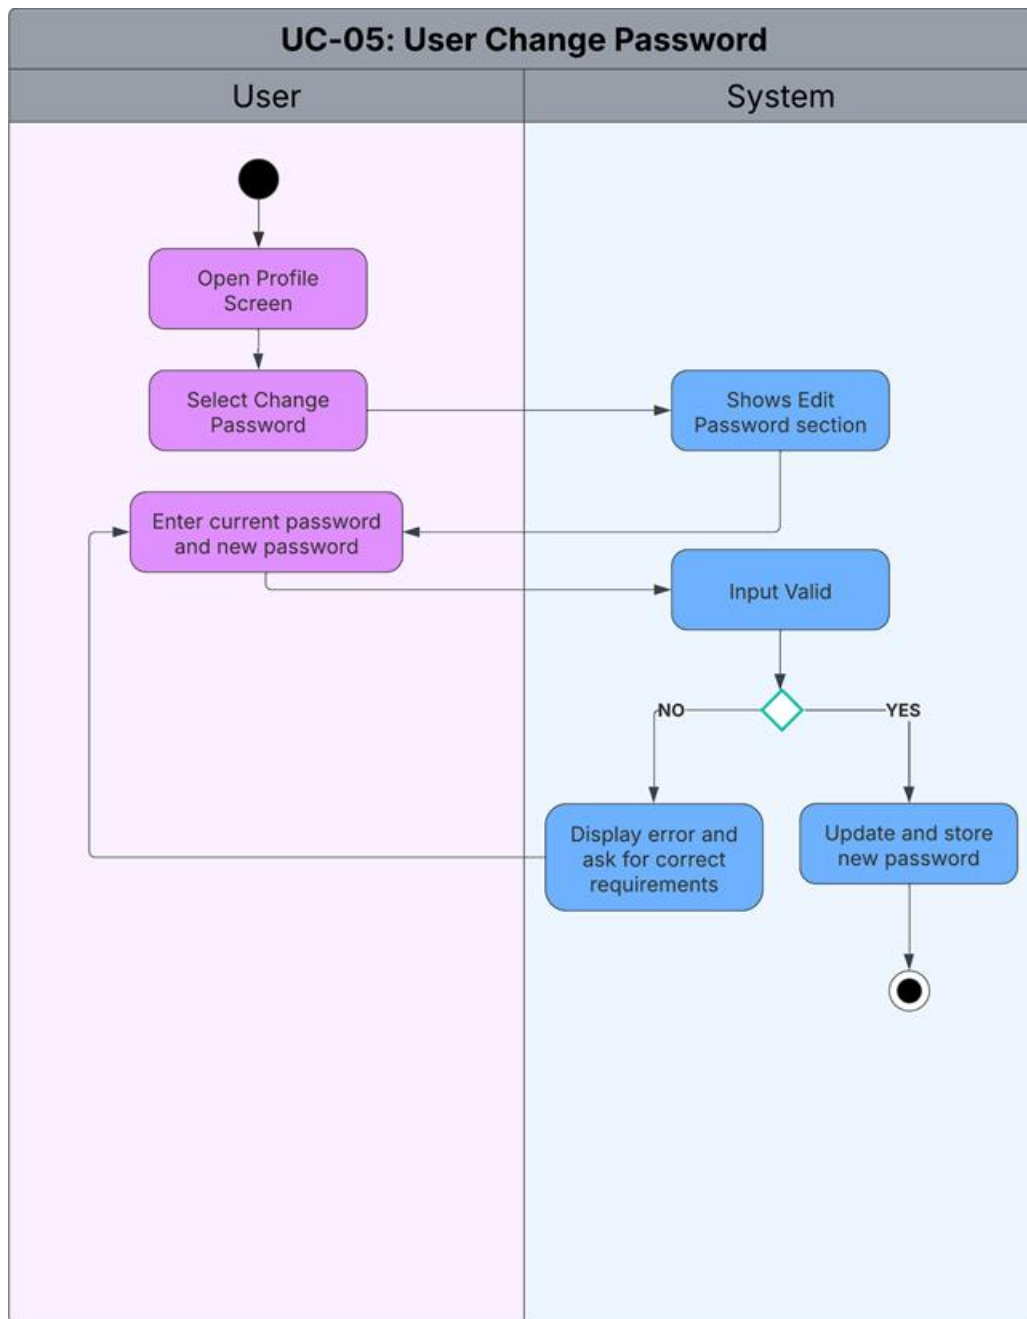 UC-05: User Change Password
User
System
Open Profile
Screen
Select Change
Password
Shows Edit
Password section
Enter current password
and new password
Input Valid
NO
YES
Display error and
ask for correct
requirements
Update and store
new password